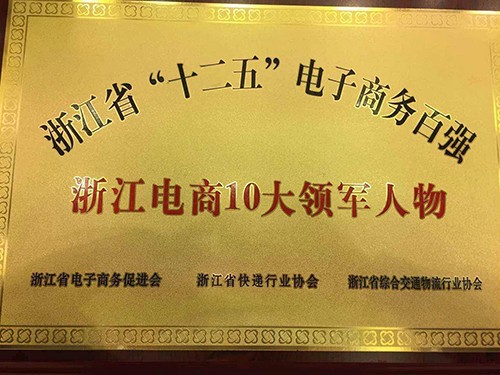 浙江省“十二五”电子商务百强
浙江电商10大领军人物
浙江省电子商务促进会 浙江省快递行业协会 浙江省综合交通物流行业协会